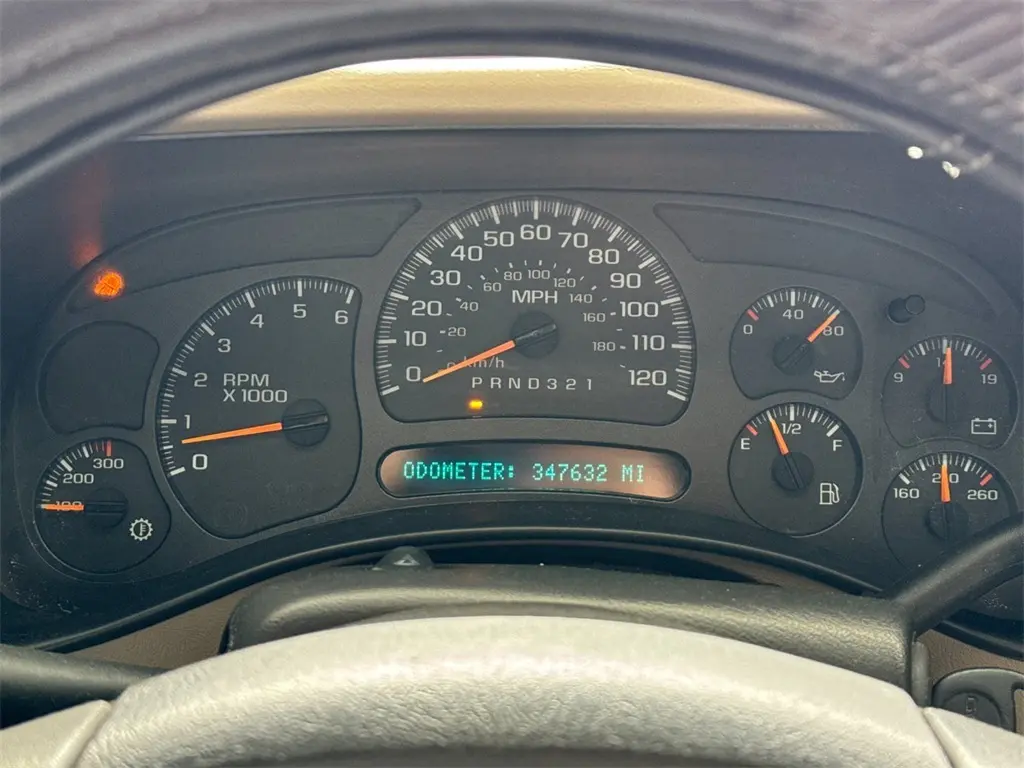 0 1 2 3 4 5 6
RPM
X1000
100 200 300
0 10 20 30 40 50 60 70 80 90 100 110 120
20 40 60 80 100 120 140 160 180
MPH
km/h
PRND321
ODOMETER: 347632 MI
0 40 80
E 1/2 F
9 19
160 210 260